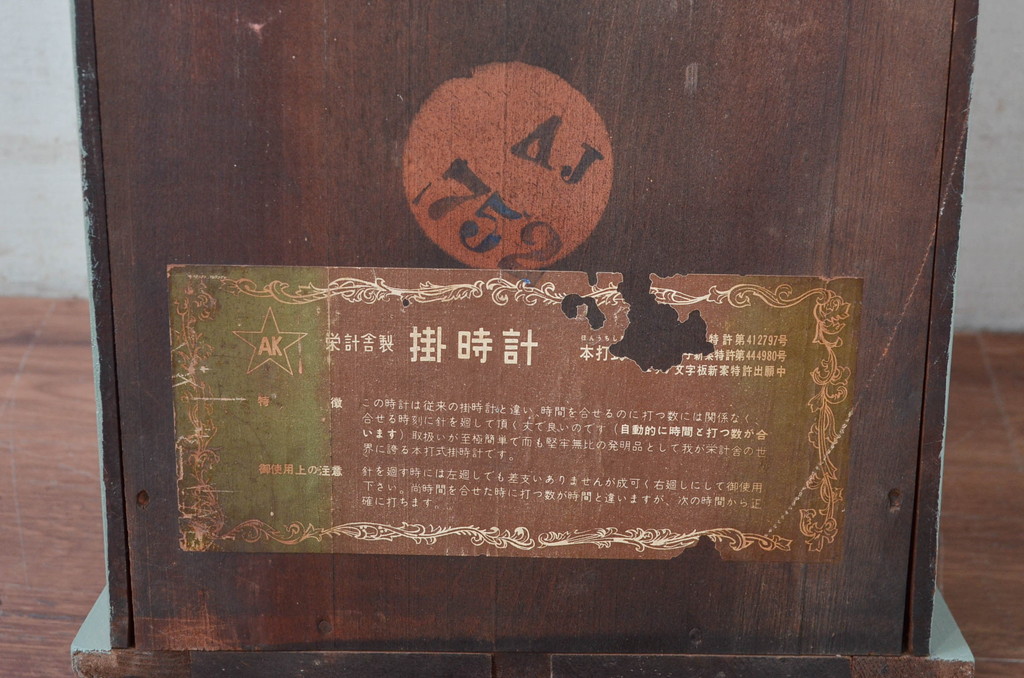 AJ
752
AK
栄計舎製 掛時計
ほんうちし
本打
特許第412797号
新案特許第444980号
文字板新案特許出願中
特徴
この時計は従来の掛時計と違い、時間を合せるのに打つ数には関係なく、
合せる時刻に針を廻して頂く丈で良いのです(自動的に時間と打つ数が合
います)取扱いが至極簡単で而も堅牢無比の発明品として我が栄計舎の世
界に誇る本打式掛時計です。
御使用上の注意
針を廻す時には左廻しでも差支いありませんが成可く右廻しにして御使用
下さい。尚時間を合せた時に打つ数が時間と違いますが、次の時間から正
確に打ちます。